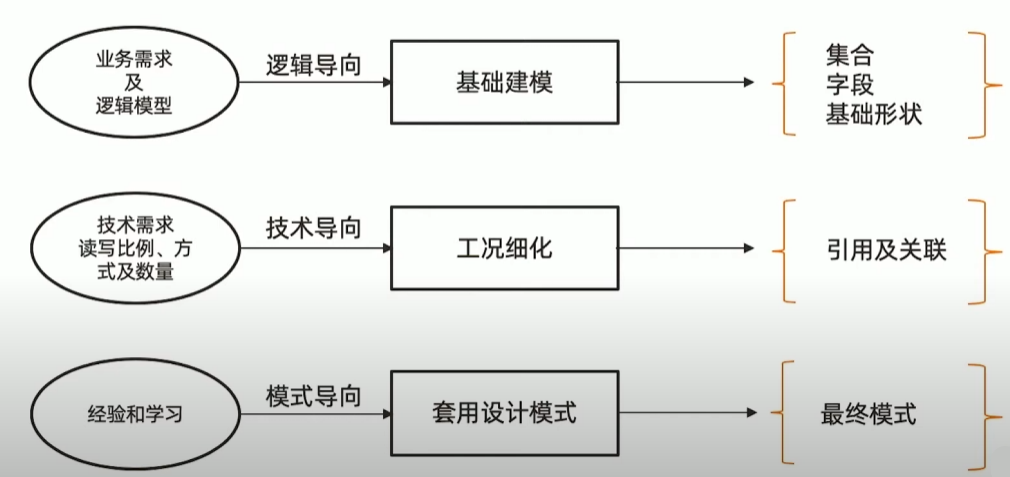 业务需求
及
逻辑模型
逻辑导向
基础建模
集合
字段
基础形状
技术需求
读写比例、方
式及数量
技术导向
工况细化
引用及关联
经验和学习
模式导向
套用设计模式
最终模式